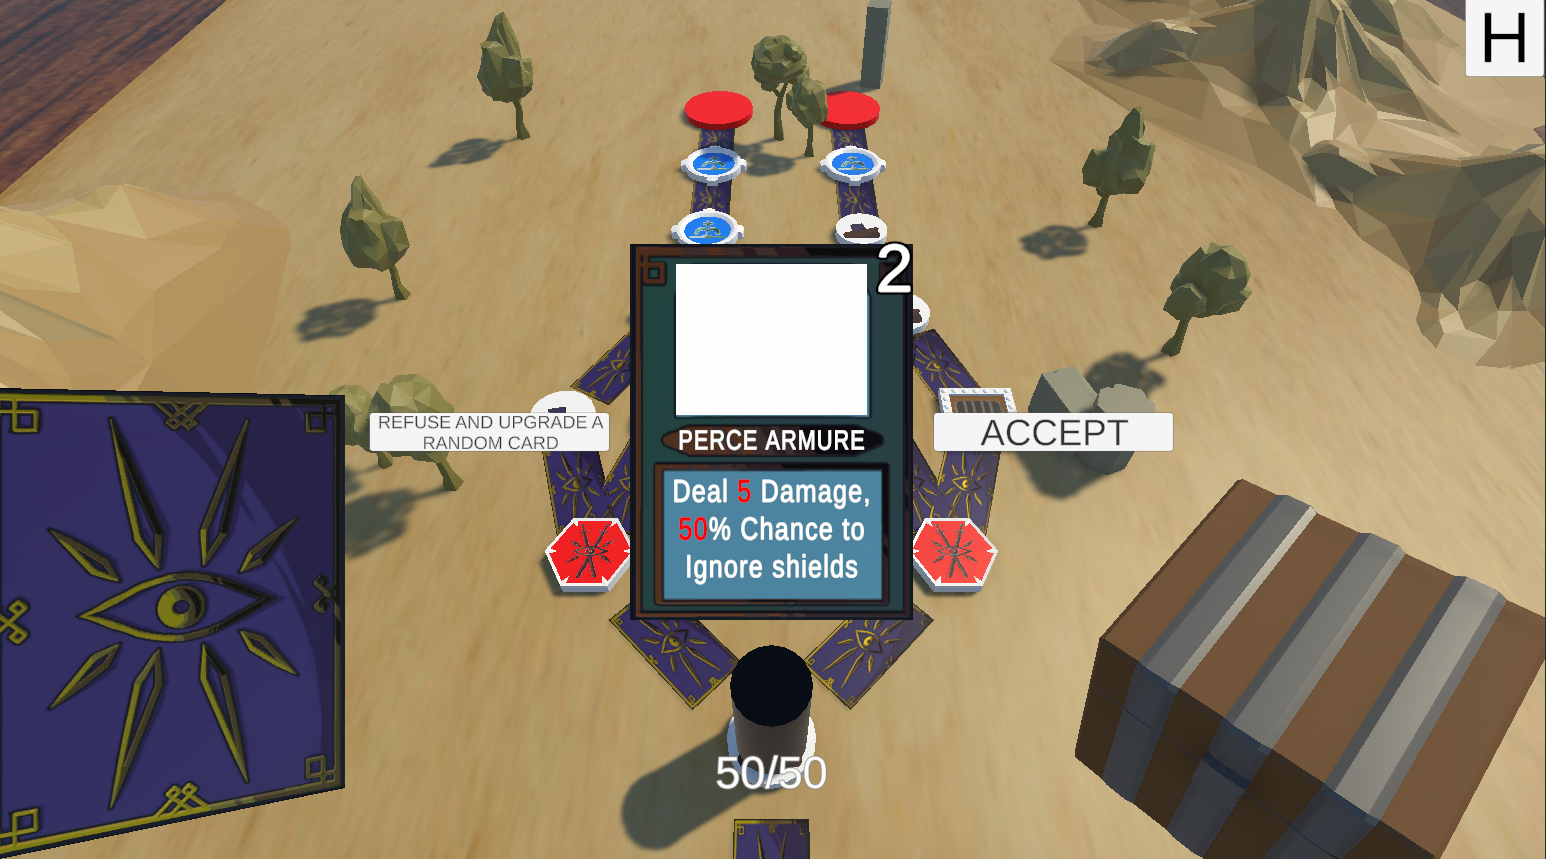 H
2
REFUSE AND UPGRADE A
RANDOM CARD
PERCE ARMURE
ACCEPT
Deal 5 Damage,
50% Chance to
Ignore shields
50/50